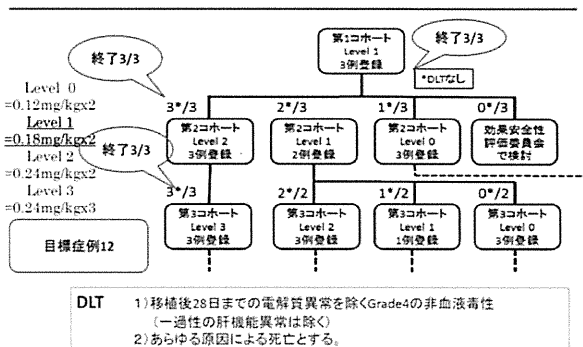 終了3/3
第1コホート
Level 1
3例登録
終了3/3
*DLTなし
Level 0
=0.12mg/kgx2
Level 1
=0.18mg/kgx2
Level 2
=0.24mg/kgx2
Level 3
=0.24mg/kgx3
3*/3
2*/3
1*/3
0*/3
第2コホート
Level 2
3例登録
第2コホート
Level 1
2例登録
第2コホート
Level 0
3例登録
効果安全性
評価委員会
で検討
終了3/3
3*/3
2*/2
1*/2
0*/2
第3コホート
Level 3
3例登録
第3コホート
Level 2
3例登録
第3コホート
Level 1
1例登録
第3コホート
Level 0
3例登録
目標症例12
DLT
1)移植後28日までの電解質異常を除くGrade4の非血液毒性
(一過性の肝機能異常は除く)
2)あらゆる原因による死亡とする。